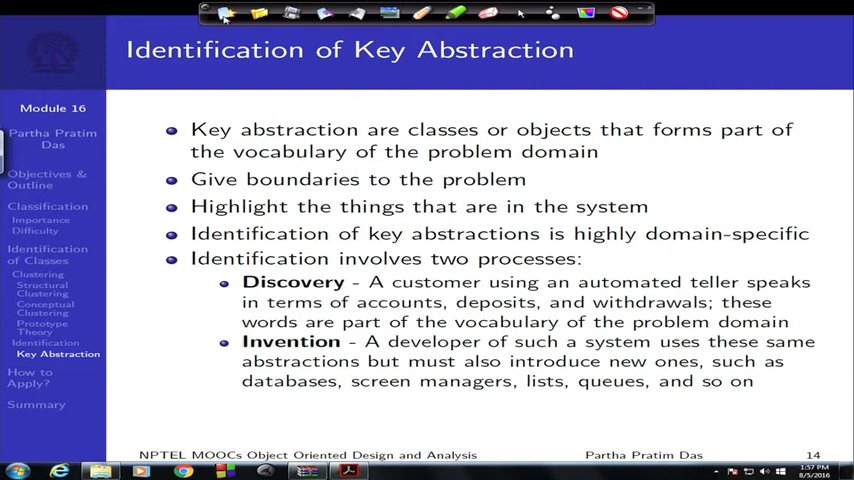 Identification of Key Abstraction
Module 16
Partha Pratim
Das
Objectives &
Outline
Classification
Importance
Difficulty
Identification
of Classes
Clustering
Structural
Clustering
Conceptual
Clustering
Prototype
Theory
Identification
Key Abstraction
How to
Apply?
Summary
Key abstraction are classes or objects that forms part of
the vocabulary of the problem domain
Give boundaries to the problem
Highlight the things that are in the system
Identification of key abstractions is highly domain-specific
Identification involves two processes:
Discovery - A customer using an automated teller speaks
in terms of accounts, deposits, and withdrawals; these
words are part of the vocabulary of the problem domain
Invention - A developer of such a system uses these same
abstractions but must also introduce new ones, such as
databases, screen managers, lists, queues, and so on
NPTEL MOOCs Object Oriented Design and Analysis Partha Pratim Das 14
1:57 PM
8/5/2016